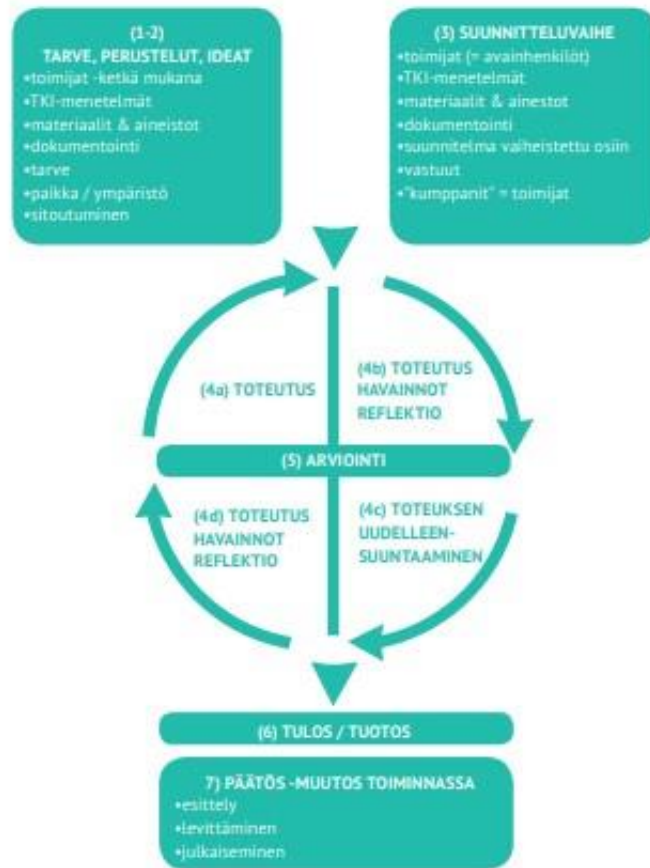 (1-2)
TARVE, PERUSTELUT, IDEAT
•toimijat -ketkä mukana
•TKI-menetelmät
•materiaalit & aineistot
•dokumentointi
•tarve
•paikka / ympäristö
•sitoutuminen
(3) SUUNNITTELUVAIHE
•toimijat (= avainhenkilöt)
•TKI-menetelmät
•materiaalit & ainestot
•dokumentointi
•suunnitelma vaiheistettu osiin
•vastuut
•"kumppanit" = toimijat
(4a) TOTEUTUS
(4b) TOTEUTUS
HAVAINNOT
REFLEKTIO
(5) ARVIOINTI
(4d) TOTEUTUS
HAVAINNOT
REFLEKTIO
(4c) TOTEUKSEN
UUDELLEEN-
SUUNTAAMINEN
(6) TULOS / TUOTOS
7) PÄÄTÖS -MUUTOS TOIMINNASSA
•esittely
•levittäminen
•julkaiseminen